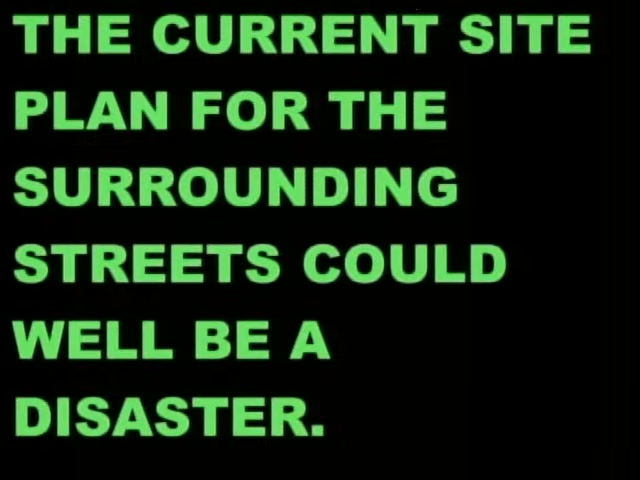 THE CURRENT SITE
PLAN FOR THE
SURROUNDING
STREETS COULD
WELL BE A
DISASTER.